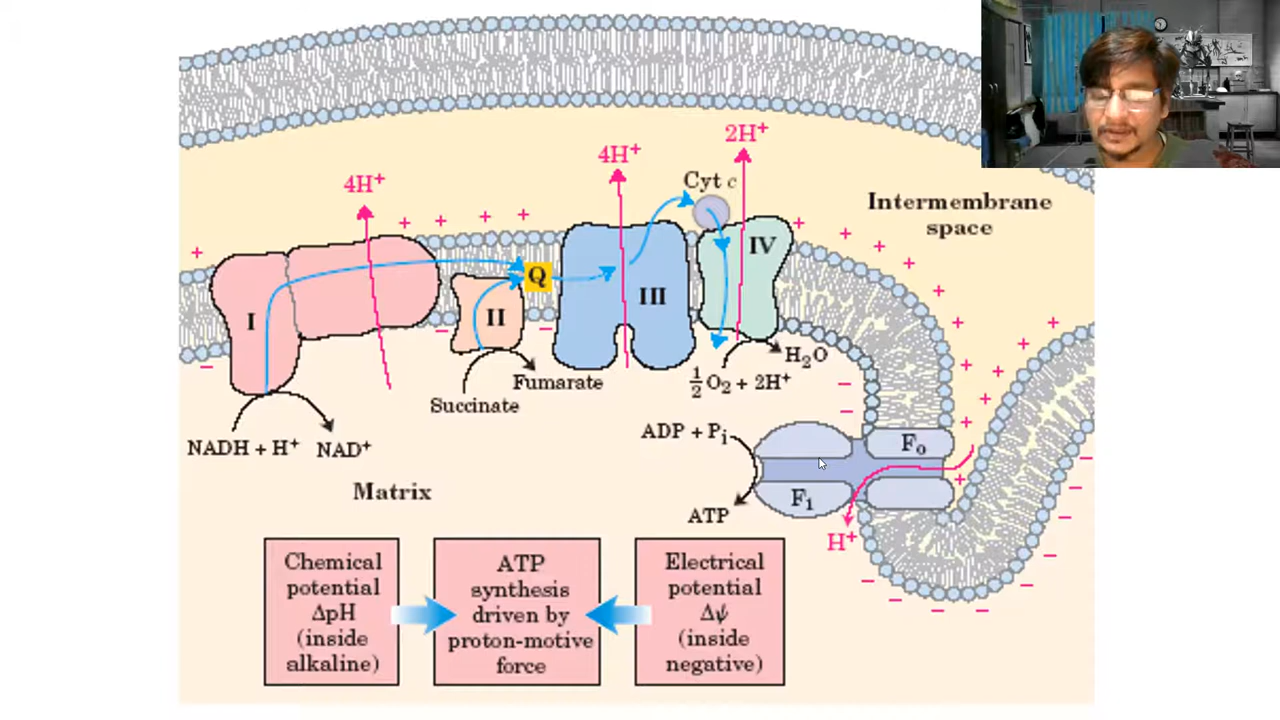 2H⁺
4H⁺
Cyt c
4H⁺
Intermembrane
space
IV
Q
III
I
II
H₂O
Fumarate
½O₂ + 2H⁺
Succinate
ADP + Pᵢ
F₀
NADH + H⁺
NAD⁺
Matrix
F₁
ATP
H⁺
Chemical
potential
ΔpH
(inside
alkaline)
ATP
synthesis
driven by
proton-motive
force
Electrical
potential
Δψ
(inside
negative)